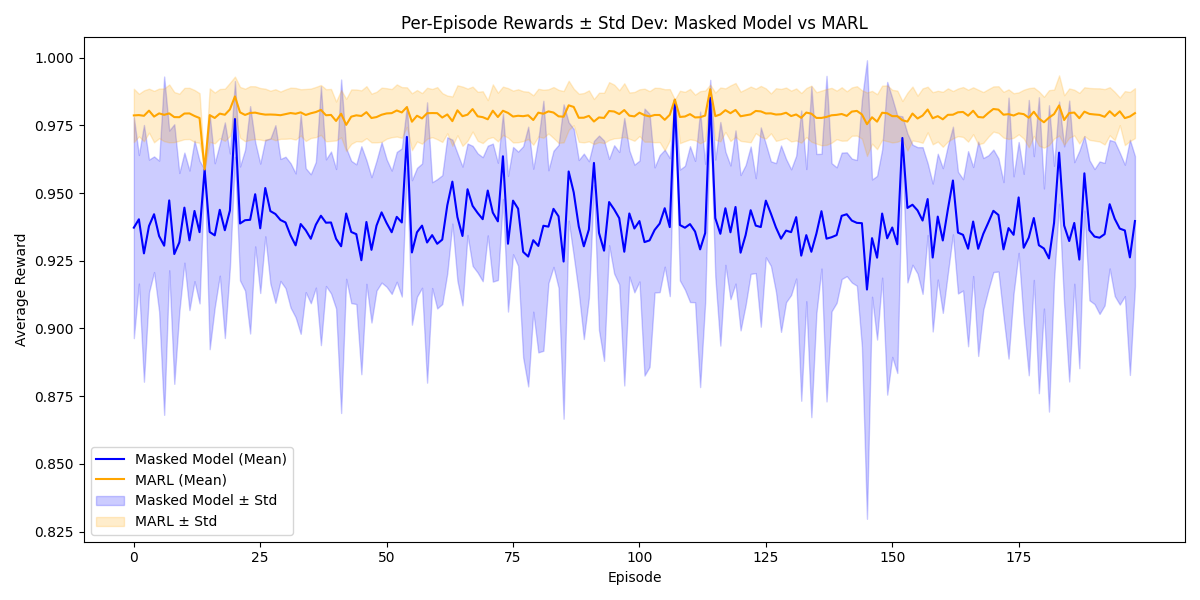 Per-Episode Rewards ± Std Dev: Masked Model vs MARL
Average Reward
1.000
0.975
0.950
0.925
0.900
0.875
0.850
0.825
Masked Model (Mean)
MARL (Mean)
Masked Model ± Std
MARL ± Std
0 25 50 75 100 125 150 175
Episode